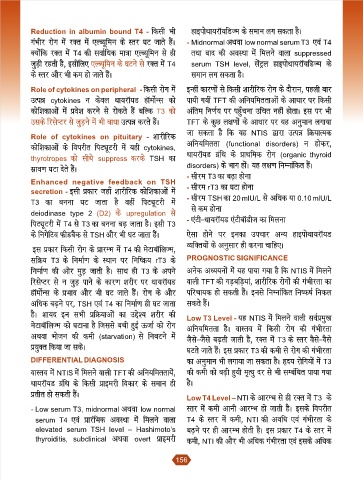 Reduction in albumin bound T4 - किसी भी
गंभीर रोग में रक्त में एल्ब्यूमिन के स्तर घट जाते हैं।
क्योंकि रक्त में T4 की सर्वाधिक मात्रा एल्ब्यूमिन से ही
जुड़ी रहती है, इसीलिए एल्ब्यूमिन के घटने से रक्त में T4
के स्तर और भी कम हो जाते हैं।
Role of cytokines on peripheral - किसी रोग में
उत्पन्न cytokines न केवल थायरॉयड हॉर्मोन्स को
कोशिकाओं में प्रवेश करने से रोकते हैं बल्कि T3 को
उसके रिसेप्टर से जुड़ने में भी बाधा उत्पन्न करते हैं।
Role of cytokines on pituitary - शारीरिक
कोशिकाओं के विपरीत पिट्यूटरी में यही cytokines,
thyrotropes को सीधे suppress करके TSH का
स्रावण घटा देते हैं।
Enhanced negative feedback on TSH
secretion - इसी प्रकार जहां शारीरिक कोशिकाओं में
T3 का बनना घट जाता है वहीं पिट्यूटरी में
deiodinase type 2 (D2) के upregulation से
पिट्यूटरी में T4 से T3 का बनना बढ़ जाता है। इसी T3
के निगेटिव फीडबैक से TSH और भी घट जाता है।
इस प्रकार किसी रोग के प्रारम्भ में T4 की मेटाबॉलिज्म,
सक्रिय T3 के निर्माण के स्थान पर निष्क्रिय rT3 के
निर्माण की ओर मुड़ जाती है। साथ ही T3 के अपने
रिसेप्टर से न जुड़ पाने के कारण शरीर पर थायरॉयड
हॉर्मोन्स के प्रभाव और भी घट जाते हैं। रोग के और
अधिक बढ़ने पर, TSH एवं T4 का निर्माण ही घट जाता
है। शायद इन सभी प्रक्रियाओं का उद्देश्य शरीर की
मेटाबॉलिज्म को घटाना है जिससे बची हुई ऊर्जा को रोग
अथवा भोजन की कमी (starvation) से निबटने में
प्रयुक्त किया जा सके।
DIFFERENTIAL DIAGNOSIS
वास्तव में NTIS में मिलने वाली TFT की अनियमिततायें,
थायरॉयड ग्रंथि के किसी प्राइमरी विकार के समान ही
प्रतीत हो सकती हैं।
- Low serum T3, midnormal अथवा low normal
serum T4 एवं प्रारंभिक अवस्था में मिलने वाला
elevated serum TSH level – Hashimoto's
thyroiditis, subclinical अथवा overt प्राइमरी
हाइपोथायरॉयडिज्म के समान लग सकता है।
- Midnormal अथवा low normal serum T3 एवं T4
तथा बाद की अवस्था में मिलने वाला suppressed
serum TSH level, सेंट्रल हाइपोथायरॉयडिज्म के
समान लग सकता है।
इन्हीं कारणों से किसी शारीरिक रोग के दौरान, पहली बार
पायी गयीं TFT की अनियमितताओं के आधार पर किसी
अंतिम निर्णय पर पहुँचना उचित नहीं होता। इस पर भी
TFT के कुछ लक्षणों के आधार पर यह अनुमान लगाया
जा सकता है कि वह NTIS द्वारा उत्पन्न क्रियात्मक
अनियमितता (functional disorders) न होकर,
थायरॉयड ग्रंथि के प्राथमिक रोग (organic thyroid
disorders) के कारण हो। यह लक्षण निम्नांकित हैं।
- सीरम T3 का बढ़ा होना
- सीरम rT3 का घटा होना
- सीरम TSH का 20 mIU/L से अधिक या 0.10 mIU/L
से कम होना
- एंटी-थायरॉयड एंटीबॉडीज का मिलना
ऐसा होने पर इनका उपचार अन्य हाइपोथायरॉयड
व्यक्तियों के अनुसार ही करना चाहिए।
PROGNOSTIC SIGNIFICANCE
अनेक अध्ययनों में यह पाया गया है कि NTIS में मिलने
वाली TFT की गड़बड़ियां, शारीरिक रोगों की गंभीरता का
परिचायक हो सकती हैं। इनसे निम्नांकित निष्कर्ष निकल
सकते हैं।
Low T3 Level - यह NTIS में मिलने वाली सर्वप्रमुख
अनियमितता है। वास्तव में किसी रोग की गंभीरता
जैसे-जैसे बढ़ती जाती है, रक्त में T3 के स्तर वैसे-वैसे
घटते जाते हैं। इस प्रकार T3 की कमी से रोग की गंभीरता
का अनुमान भी लगाया जा सकता है। हृदय रोगियों में T3
की कमी को बढ़ी हुयी मृत्यु दर से भी सम्बंधित पाया गया
है।
Low T4 Level – NTI के आरम्भ से ही रक्त में T3 के
स्तर में कमी आनी आरम्भ हो जाती है। इसके विपरीत
T4 के स्तर में कमी, NTI की अवधि एवं गंभीरता के
बढ़ने पर ही आरम्भ होती है। इस प्रकार T4 के स्तर में
कमी, NTI की और भी अधिक गंभीरता एवं इसके अधिक
156